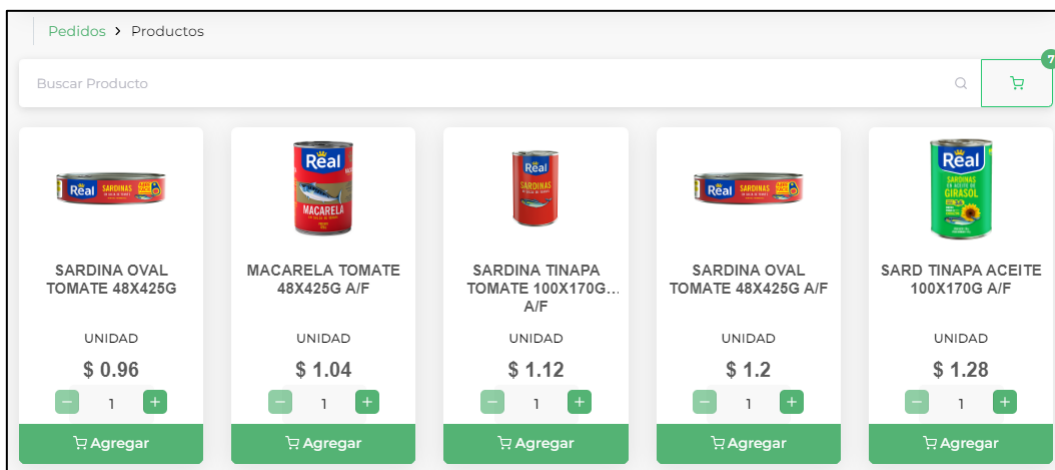 Pedidos > Productos
Buscar Producto
7
Real
SARDINAS
Real
MACARELA
Real
SARDINAS
Real
SARDINAS
Real
SARDINAS
EN ACEITE DE
GIRASOL
SARDINA OVAL
TOMATE 48X425G
MACARELA TOMATE
48X425G A/F
SARDINA TINAPA
TOMATE 100X170G...
A/F
SARDINA OVAL
TOMATE 48X425G A/F
SARD TINAPA ACEITE
100X170G A/F
UNIDAD
UNIDAD
UNIDAD
UNIDAD
UNIDAD
$ 0.96
$ 1.04
$ 1.12
$ 1.2
$ 1.28
− 1 +
− 1 +
− 1 +
− 1 +
− 1 +
Agregar
Agregar
Agregar
Agregar
Agregar